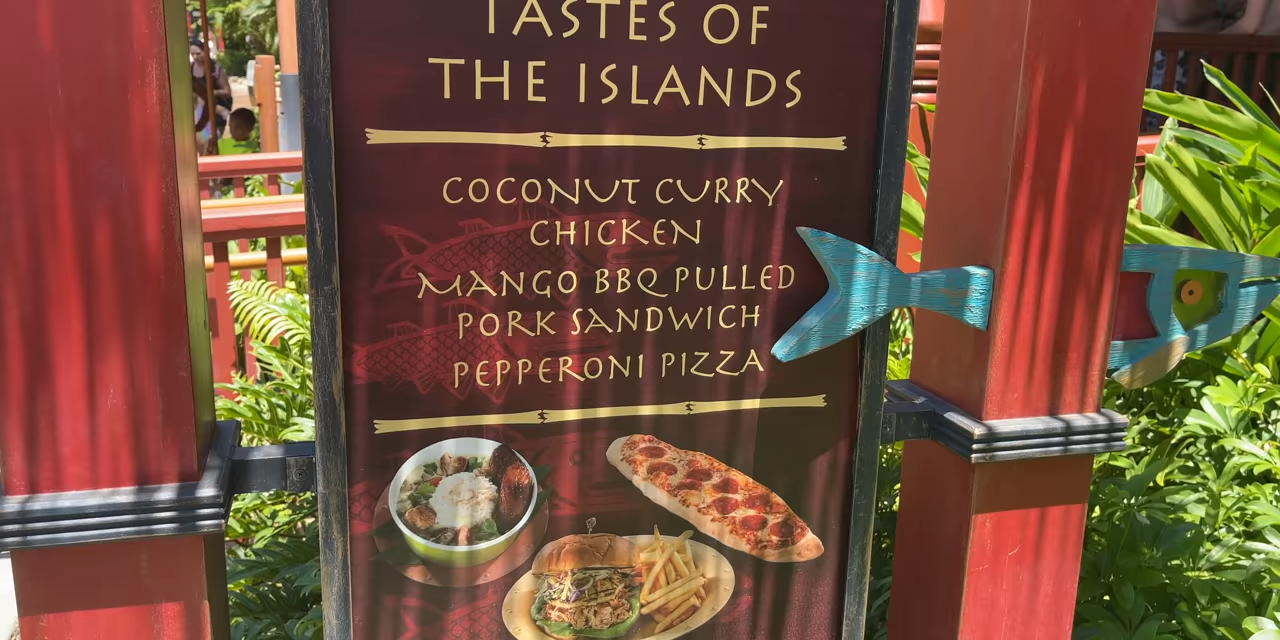 TASTES OF
THE ISLANDS
COCONUT CURRY
CHICKEN
MANGO BBQ PULLED
PORK SANDWICH
PEPPERONI PIZZA